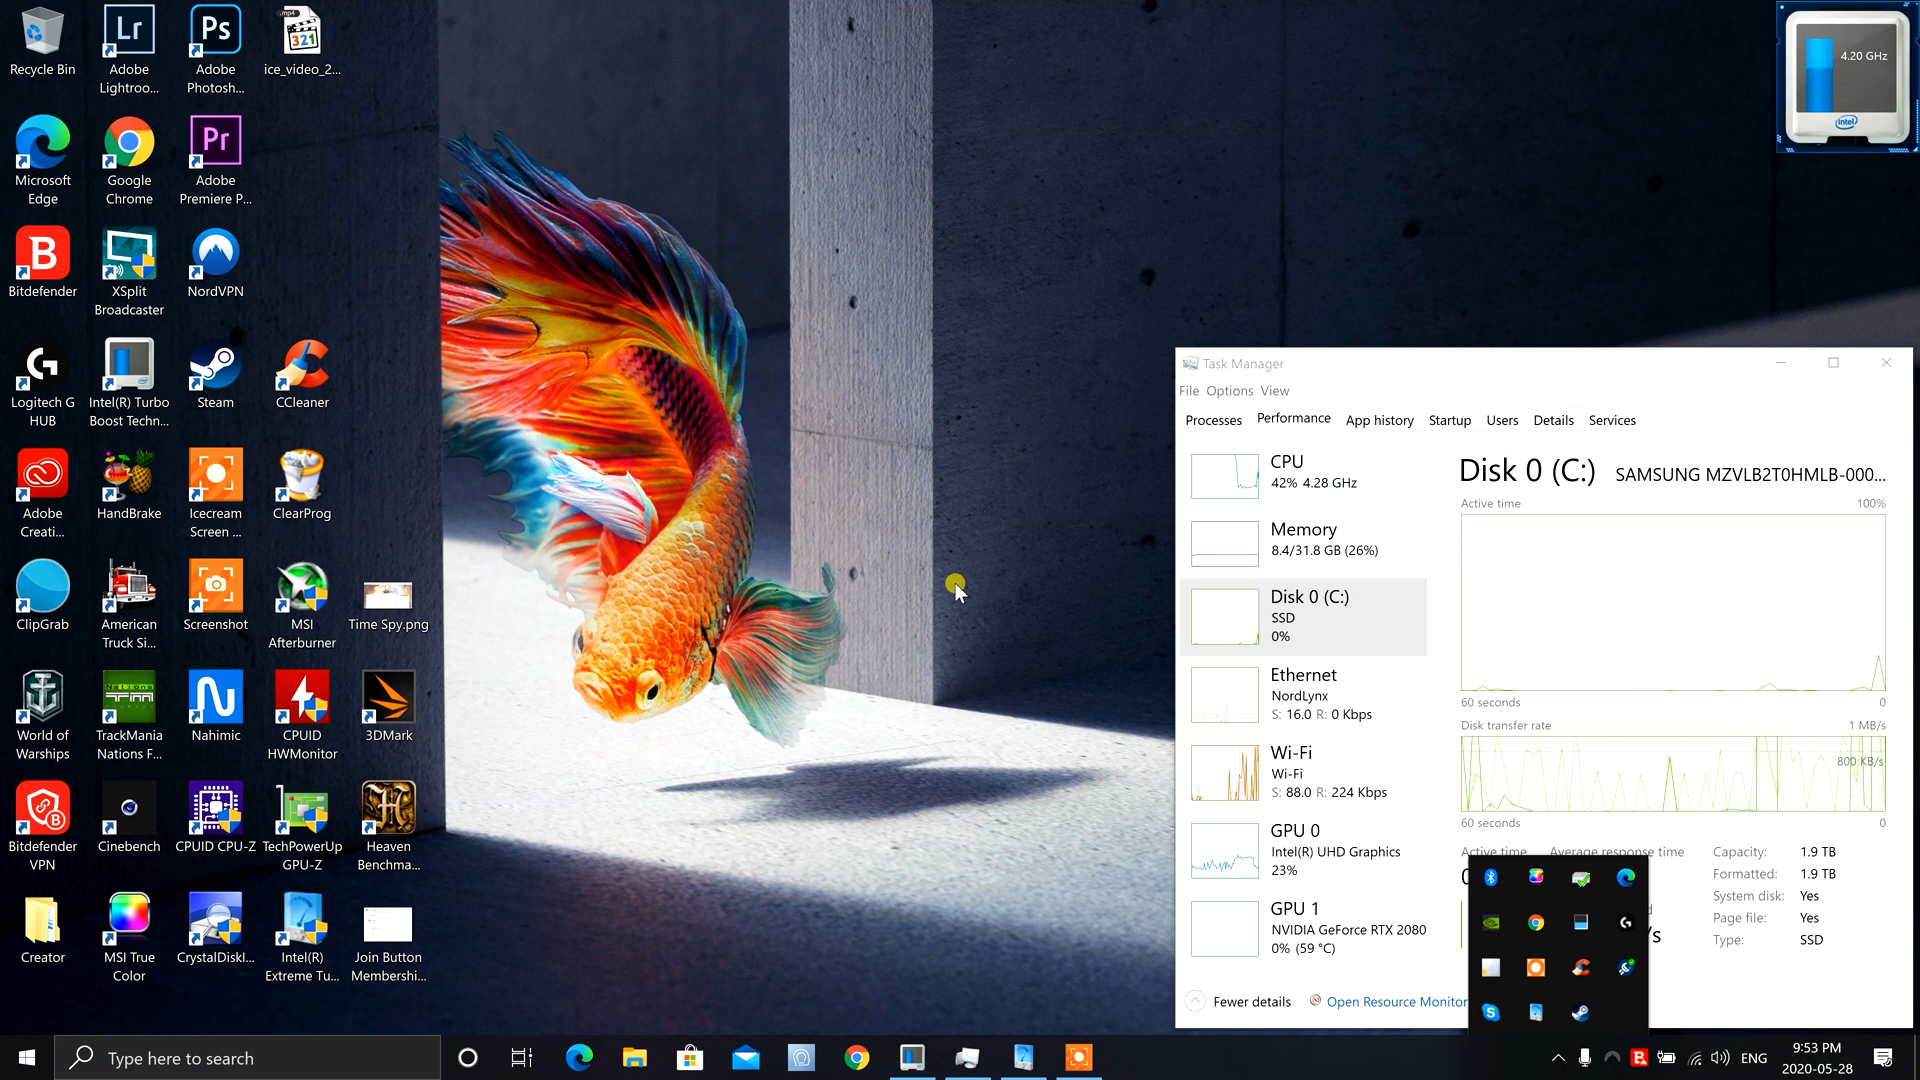 Recycle Bin
Adobe
Lightroo...
Adobe
Photosh...
ice_video_2...
Microsoft
Edge
Google
Chrome
Adobe
Premiere P...
Bitdefender
XSplit
Broadcaster
NordVPN
Logitech G
HUB
Intel(R) Turbo
Boost Techn...
Steam
CCleaner
Adobe
Creati...
HandBrake
Icecream
Screen ...
ClearProg
ClipGrab
American
Truck Si...
Screenshot
MSI
Afterburner
Time Spy.png
World of
Warships
TrackMania
Nations F...
Nahimic
CPUID
HWMonitor
3DMark
Bitdefender
VPN
Cinebench
CPUID CPU-Z
TechPowerUp
GPU-Z
Heaven
Benchma...
Creator
MSI True
Color
CrystalDiskI...
Intel(R)
Extreme Tu...
Join Button
Membershi...
4.20 GHz
intel
Task Manager
File Options View
Processes Performance App history Startup Users Details Services
CPU
42% 4.28 GHz
Memory
8.4/31.8 GB (26%)
Disk 0 (C:)
SSD
0%
Ethernet
NordLynx
S: 16.0 R: 0 Kbps
Wi-Fi
Wi-Fi
S: 88.0 R: 224 Kbps
GPU 0
Intel(R) UHD Graphics
23%
GPU 1
NVIDIA GeForce RTX 2080
0% (59 °C)
Disk 0 (C:) SAMSUNG MZVLB2T0HMLB-000...
Active time 100%
60 seconds 0
Disk transfer rate 1 MB/s
800 KB/s
60 seconds 0
Active time Average response time
Capacity: 1.9 TB
Formatted: 1.9 TB
System disk: Yes
Page file: Yes
Type: SSD
Fewer details Open Resource Monitor
Type here to search
ENG
9:53 PM
2020-05-28